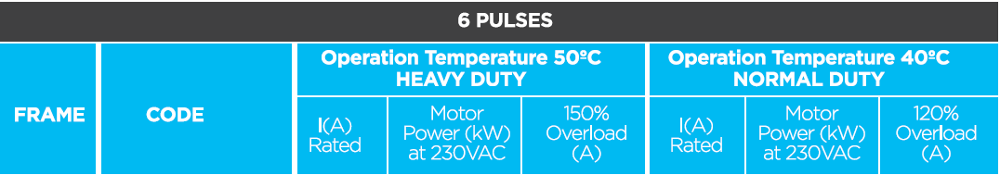 6 PULSES
FRAME
CODE
Operation Temperature 50ºC
HEAVY DUTY
I(A)
Rated
Motor
Power (kW)
at 230VAC
150%
Overload
(A)
Operation Temperature 40ºC
NORMAL DUTY
I(A)
Rated
Motor
Power (kW)
at 230VAC
120%
Overload
(A)